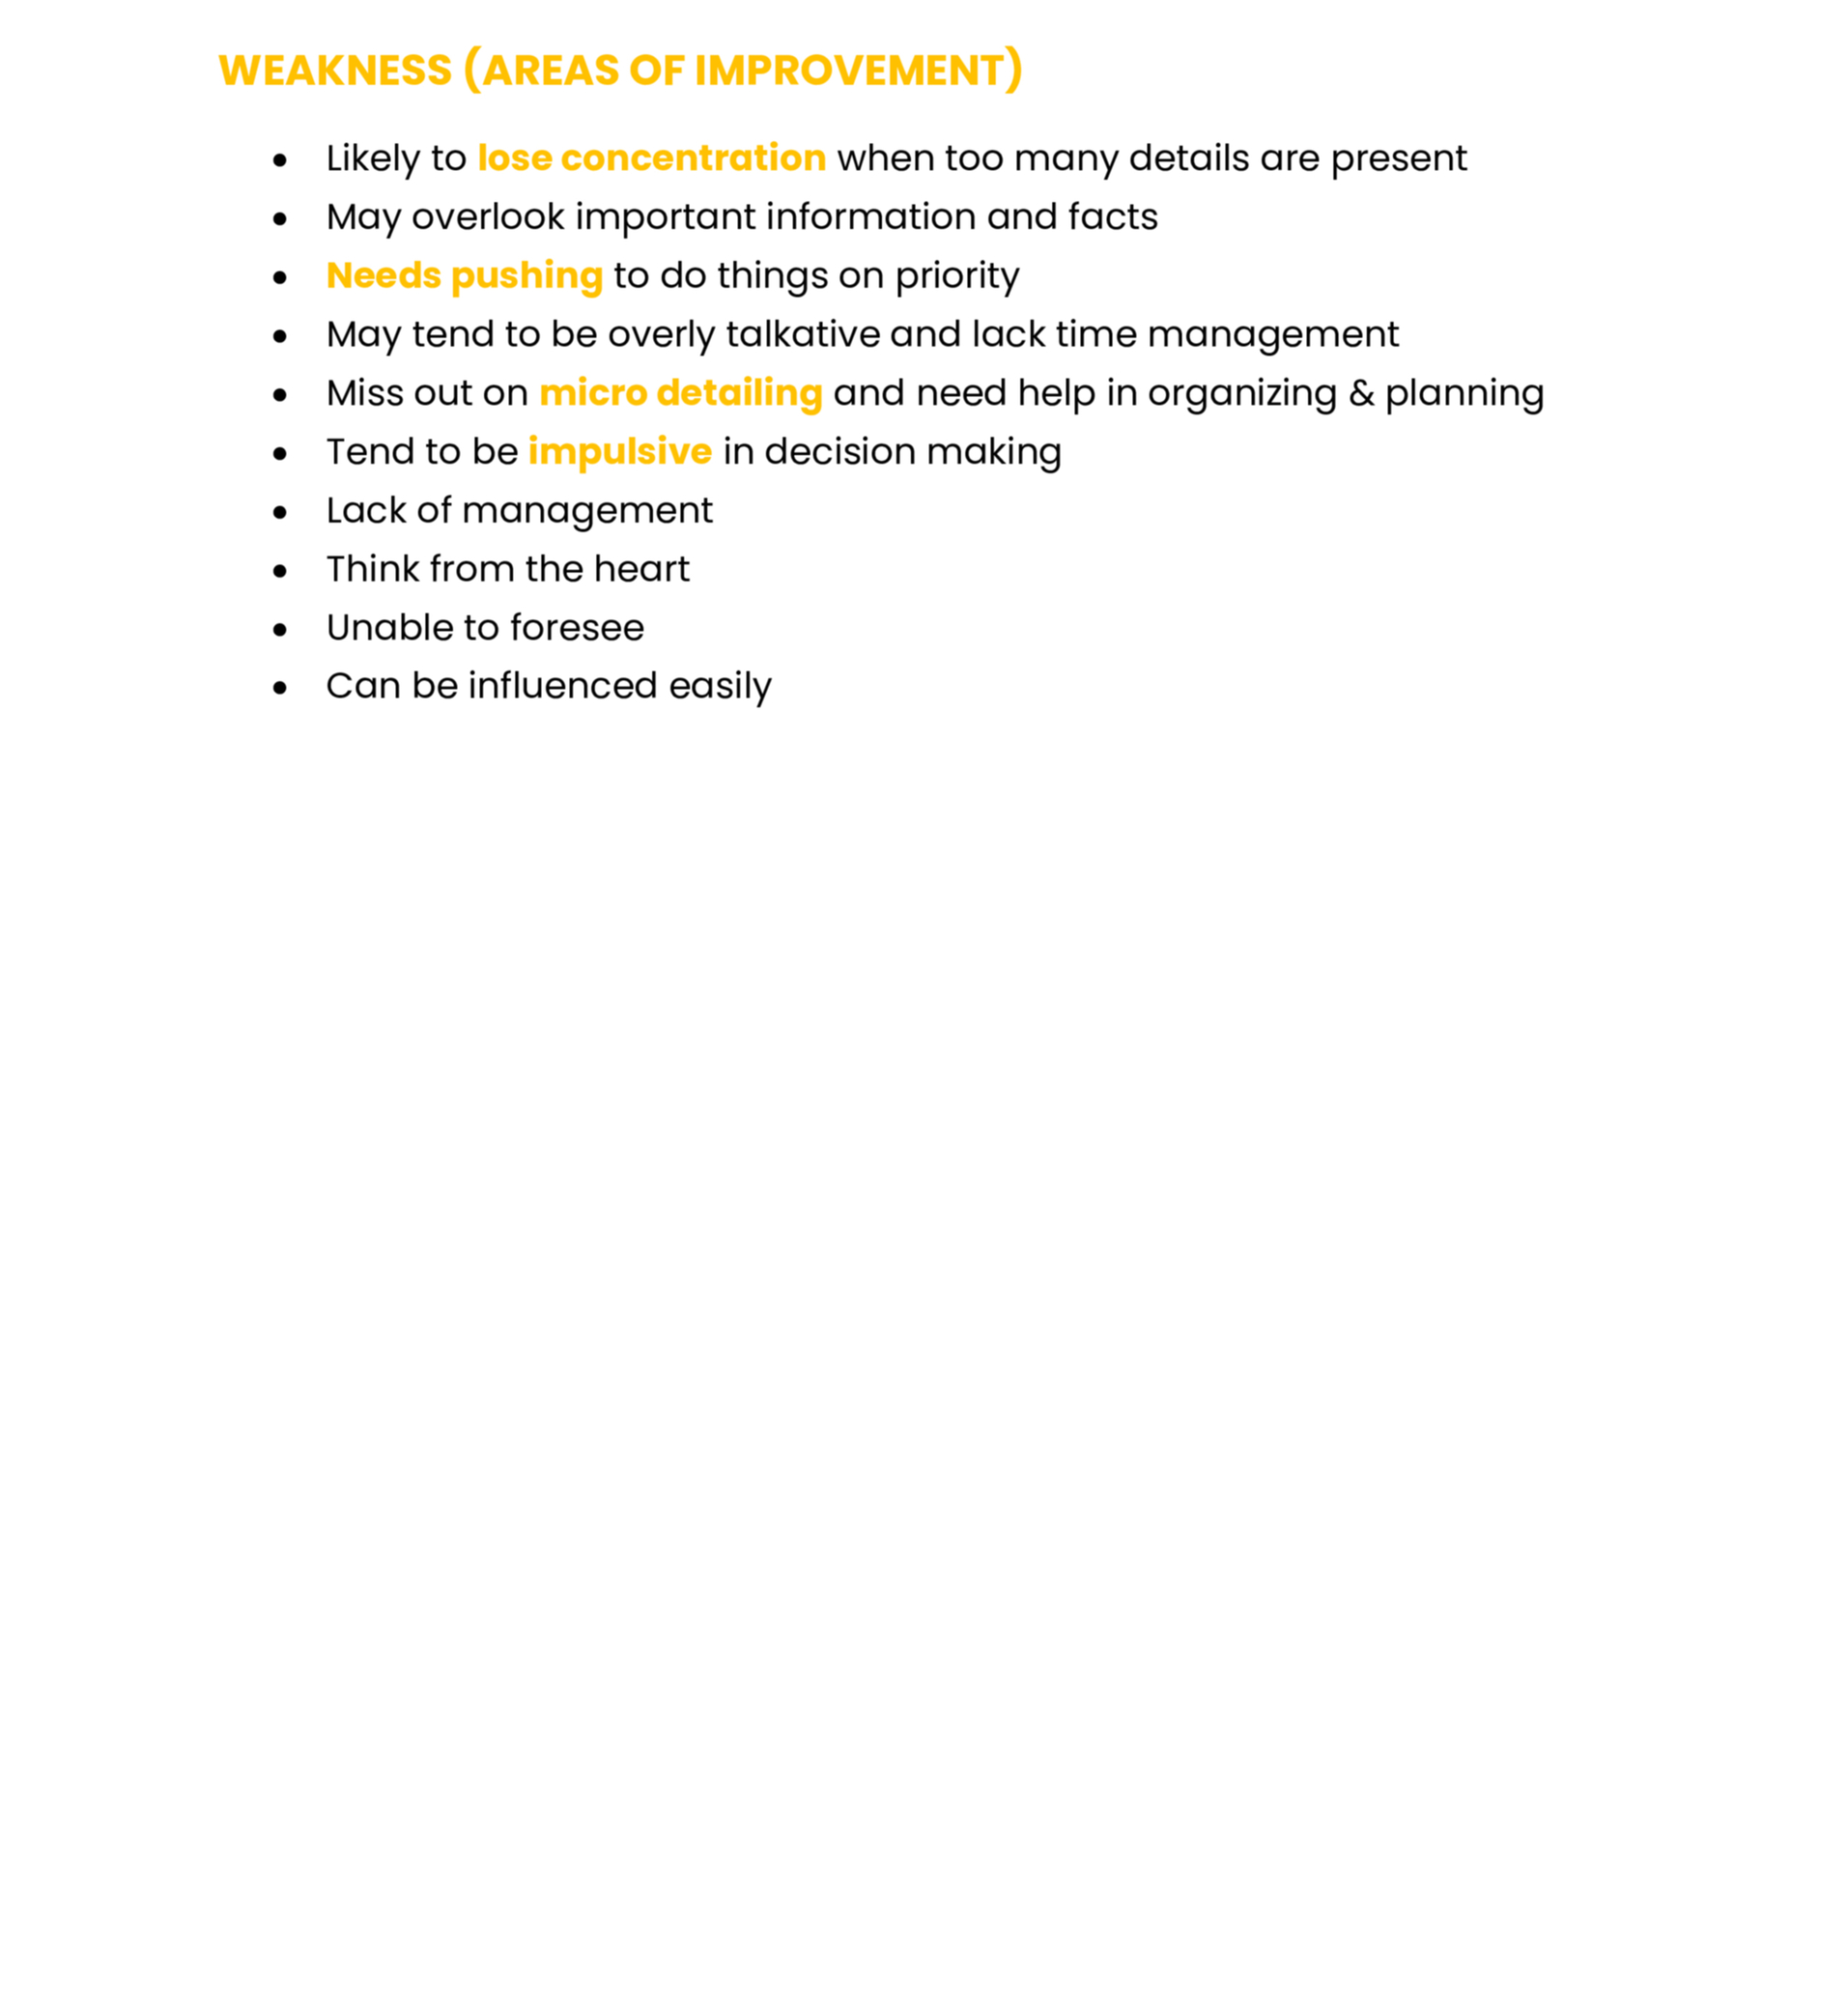 WEAKNESS (AREAS OF IMPROVEMENT)
• Likely to lose concentration when too many details are present
• May overlook important information and facts
• Needs pushing to do things on priority
• May tend to be overly talkative and lack time management
• Miss out on micro detailing and need help in organizing & planning
• Tend to be impulsive in decision making
• Lack of management
• Think from the heart
• Unable to foresee
• Can be influenced easily